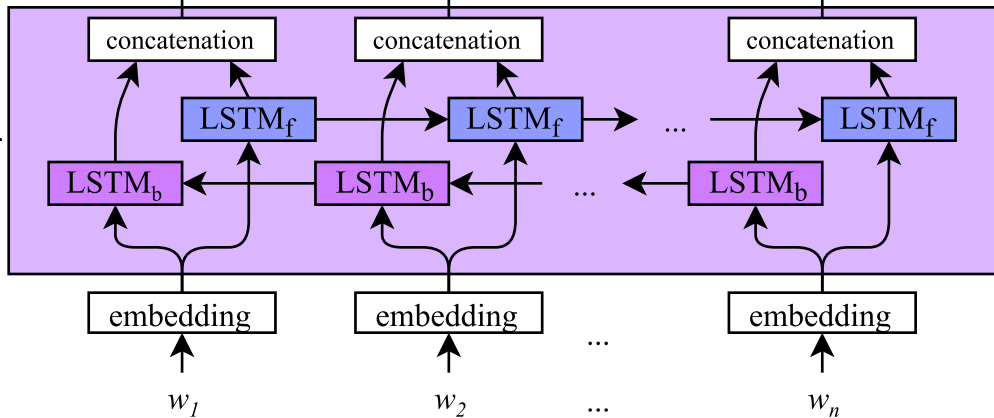 concatenation concatenation concatenation
LSTMf LSTMf ... LSTMf
LSTMb LSTMb ... LSTMb
embedding embedding embedding
...
w1 w2 ... wn